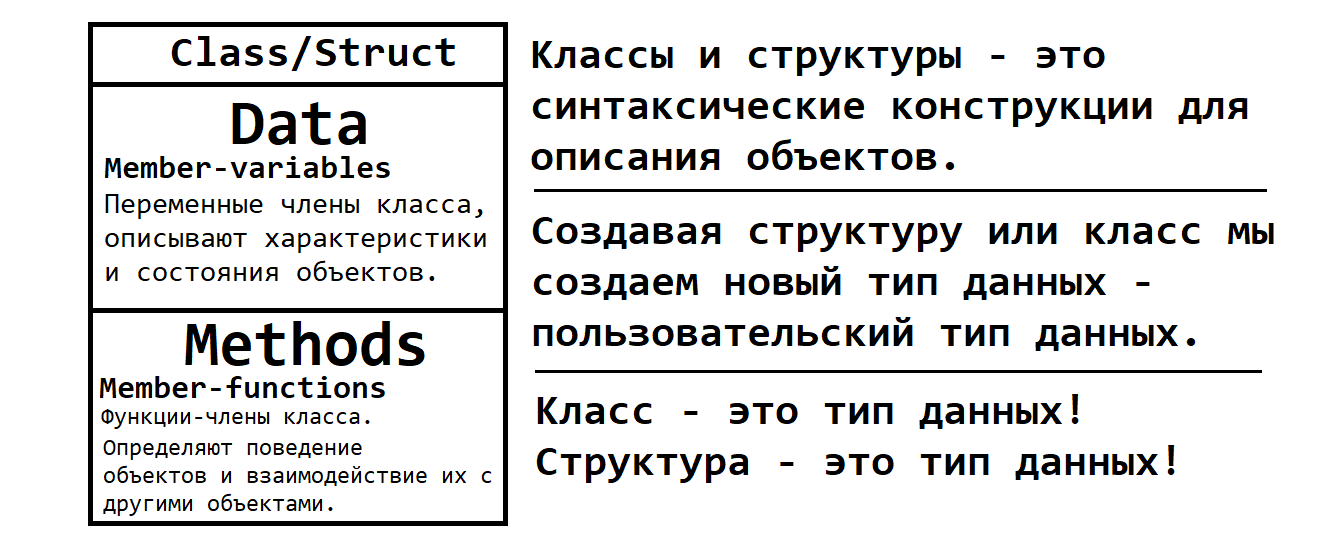 Class/Struct
Data
Member-variables
Переменные члены класса,
описывают характеристики
и состояния объектов.
Methods
Member-functions
Функции-члены класса.
Определяют поведение
объектов и взаимодействие их с
другими объектами.
Классы и структуры - это
синтаксические конструкции для
описания объектов.
Создавая структуру или класс мы
создаем новый тип данных -
пользовательский тип данных.
Класс - это тип данных!
Структура - это тип данных!